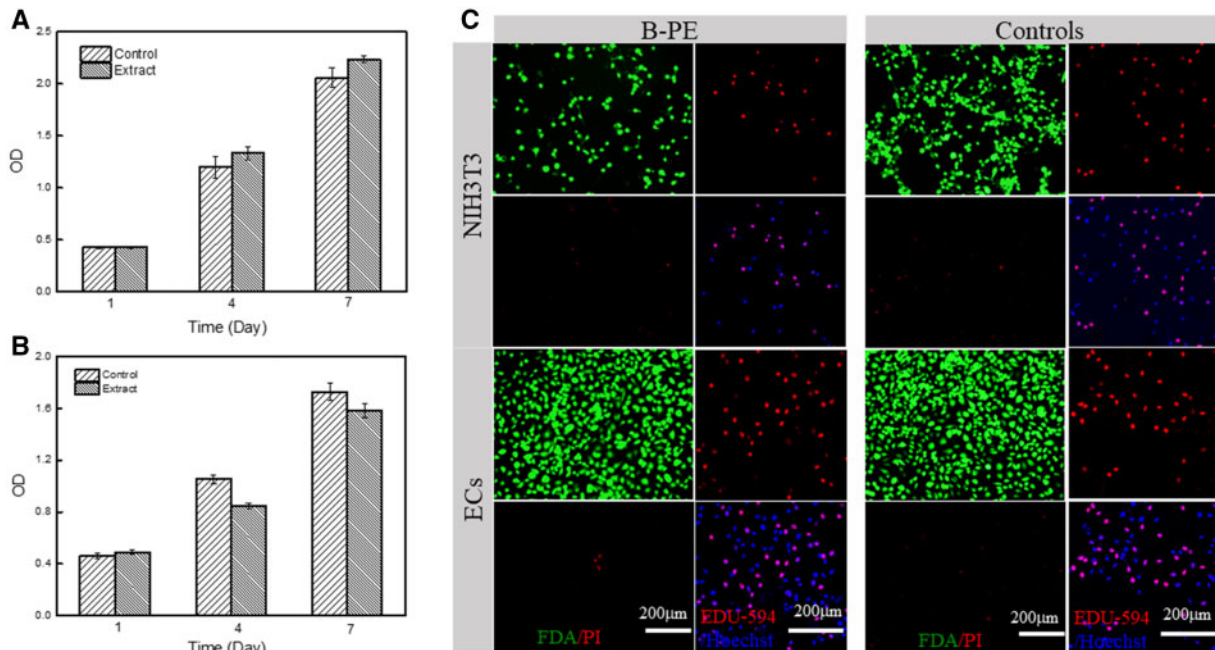 A
2.5
2.0
1.5
1.0
0.5
0.0
OD
Control
Extract
1 4 7
Time (Day)
B
2.0
1.6
1.2
0.8
0.4
0.0
OD
Control
Extract
1 4 7
Time (Day)
C
B-PE
Controls
NIH3T3
ECs
200μm
FDA/PI
200μm
EDU-594
/Hoechst
200μm
FDA/PI
200μm
EDU-594
/Hoechst